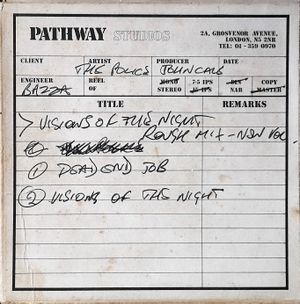 PATHWAY STUDIOS
2A, GROSVENOR AVENUE,
LONDON, N5 2NR
TEL: 01 - 359 0970
CLIENT ARTIST PRODUCER DATE
THE POLICE JOHN CALE
ENGINEER REEL OF MONO STEREO 7.5 IPS 15 IPS NAB COPY MASTER
BAZZA
TITLE REMARKS
VISIONS OF THE NIGHT
ROUGH MIX - NEW VOC
① DEAD END JOB
② VISIONS OF THE NIGHT